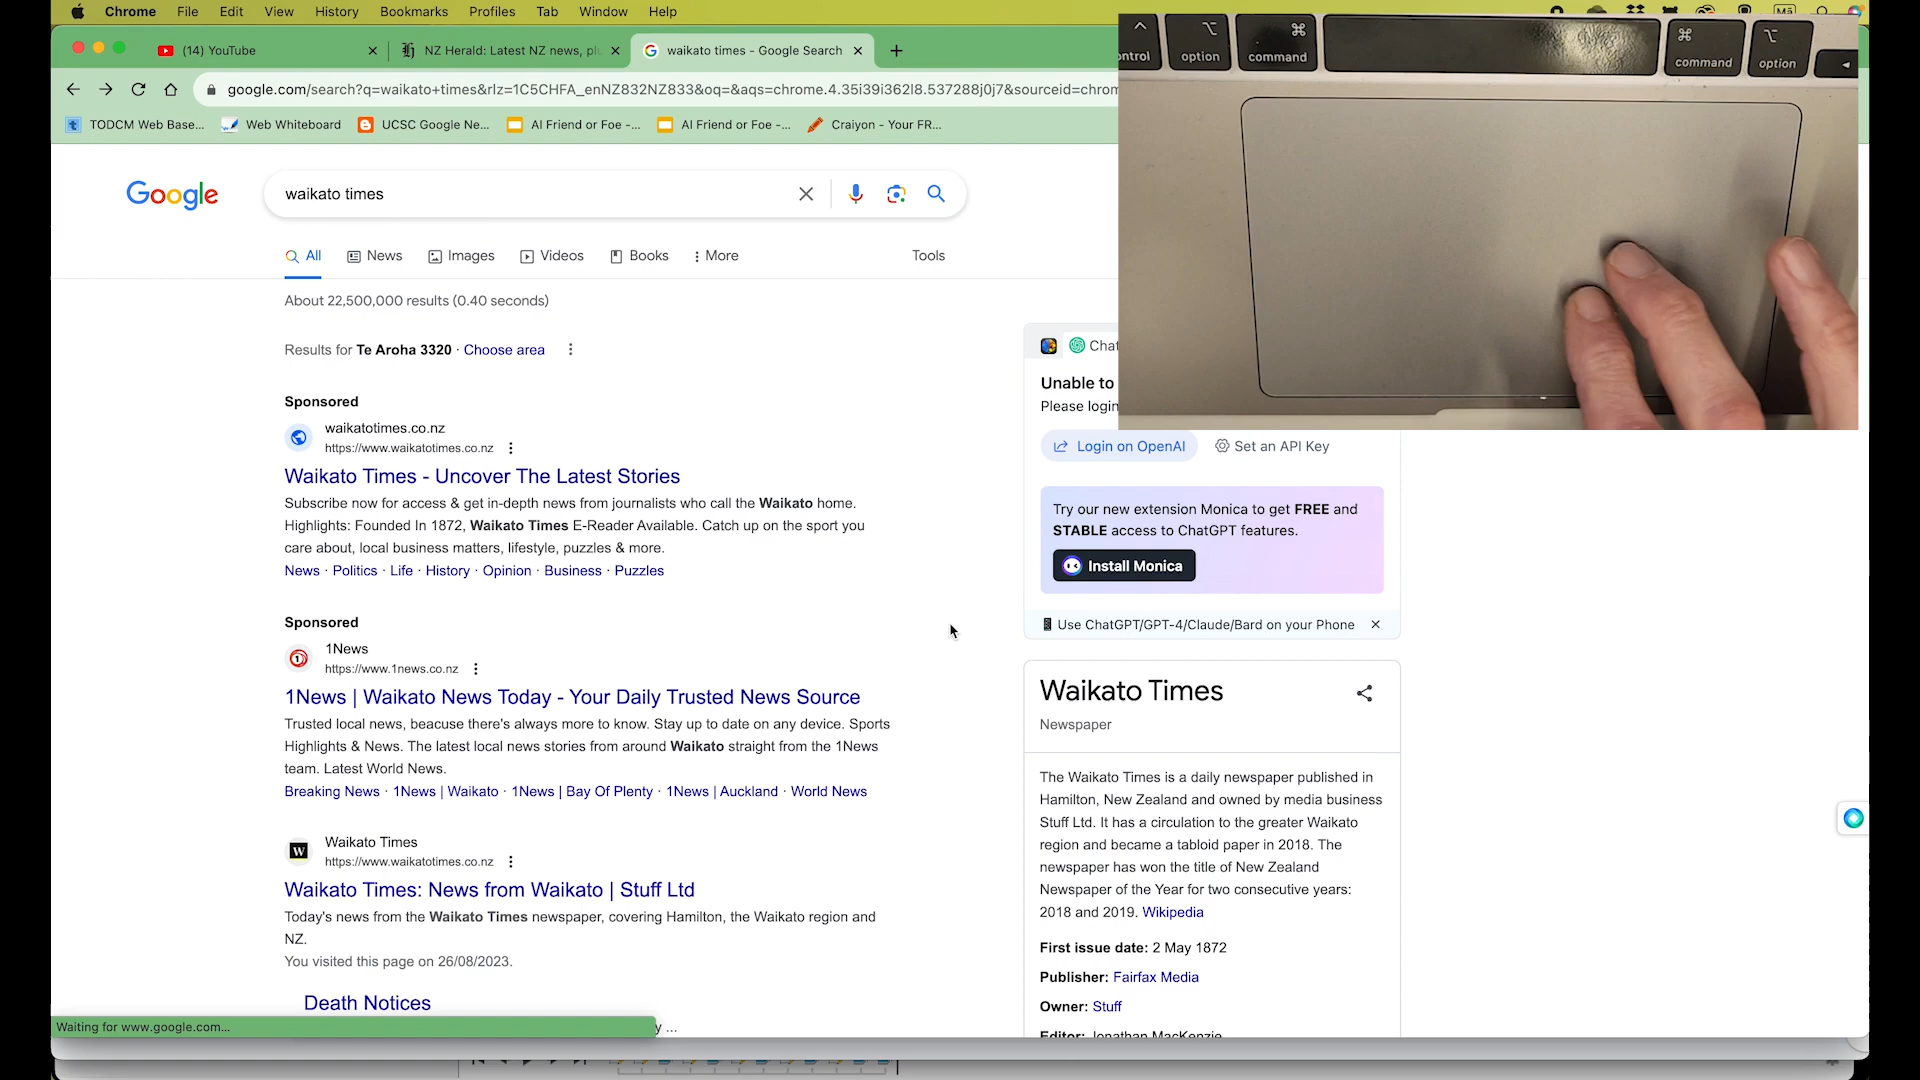 Chrome File Edit View History Bookmarks Profiles Tab Window Help
(14) YouTube
NZ Herald: Latest NZ news, pl
waikato times - Google Search
google.com/search?q=waikato+times&rlz=1C5CHFA_enNZ832NZ833&oq=&aqs=chrome.4.35i39i362l8.537288j0j7&sourceid=chrom
TODCM Web Base... Web Whiteboard UCSC Google Ne... AI Friend or Foe -... AI Friend or Foe -... Craiyon - Your FR...
option command command option
Google
waikato times
All News Images Videos Books More Tools
About 22,500,000 results (0.40 seconds)
Results for Te Aroha 3320 · Choose area
Sponsored
waikatotimes.co.nz
https://www.waikatotimes.co.nz
Waikato Times - Uncover The Latest Stories
Subscribe now for access & get in-depth news from journalists who call the Waikato home.
Highlights: Founded In 1872, Waikato Times E-Reader Available. Catch up on the sport you
care about, local business matters, lifestyle, puzzles & more.
News · Politics · Life · History · Opinion · Business · Puzzles
Sponsored
1News
https://www.1news.co.nz
1News | Waikato News Today - Your Daily Trusted News Source
Trusted local news, beacuse there's always more to know. Stay up to date on any device. Sports
Highlights & News. The latest local news stories from around Waikato straight from the 1News
team. Latest World News.
Breaking News · 1News | Waikato · 1News | Bay Of Plenty · 1News | Auckland · World News
W
Waikato Times
https://www.waikatotimes.co.nz
Waikato Times: News from Waikato | Stuff Ltd
Today's news from the Waikato Times newspaper, covering Hamilton, the Waikato region and
NZ.
You visited this page on 26/08/2023.
Death Notices
y ...
Waiting for www.google.com...
Chat
Unable to
Please login
Login on OpenAI Set an API Key
Try our new extension Monica to get FREE and
STABLE access to ChatGPT features.
Install Monica
Use ChatGPT/GPT-4/Claude/Bard on your Phone
Waikato Times
Newspaper
The Waikato Times is a daily newspaper published in
Hamilton, New Zealand and owned by media business
Stuff Ltd. It has a circulation to the greater Waikato
region and became a tabloid paper in 2018. The
newspaper has won the title of New Zealand
Newspaper of the Year for two consecutive years:
2018 and 2019. Wikipedia
First issue date: 2 May 1872
Publisher: Fairfax Media
Owner: Stuff
Editor: Jonathan MacKenzie